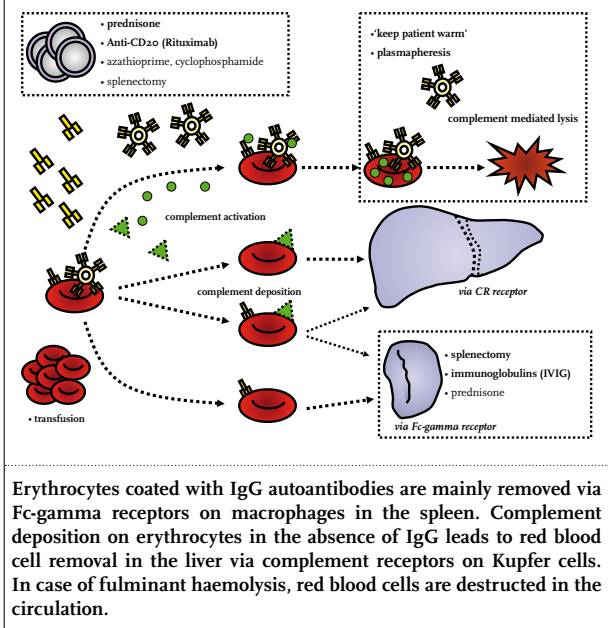 • prednisone
• Anti-CD20 (Rituximab)
• azathioprime, cyclophosphamide
• splenectomy
• 'keep patient warm'
• plasmapheresis
complement mediated lysis
complement activation
via CR receptor
complement deposition
• splenectomy
• immunoglobulins (IVIG)
• prednisone
• transfusion
via Fc-gamma receptor
Erythrocytes coated with IgG autoantibodies are mainly removed via
Fc-gamma receptors on macrophages in the spleen. Complement
deposition on erythrocytes in the absence of IgG leads to red blood
cell removal in the liver via complement receptors on Kupfer cells.
In case of fulminant haemolysis, red blood cells are destructed in the
circulation.